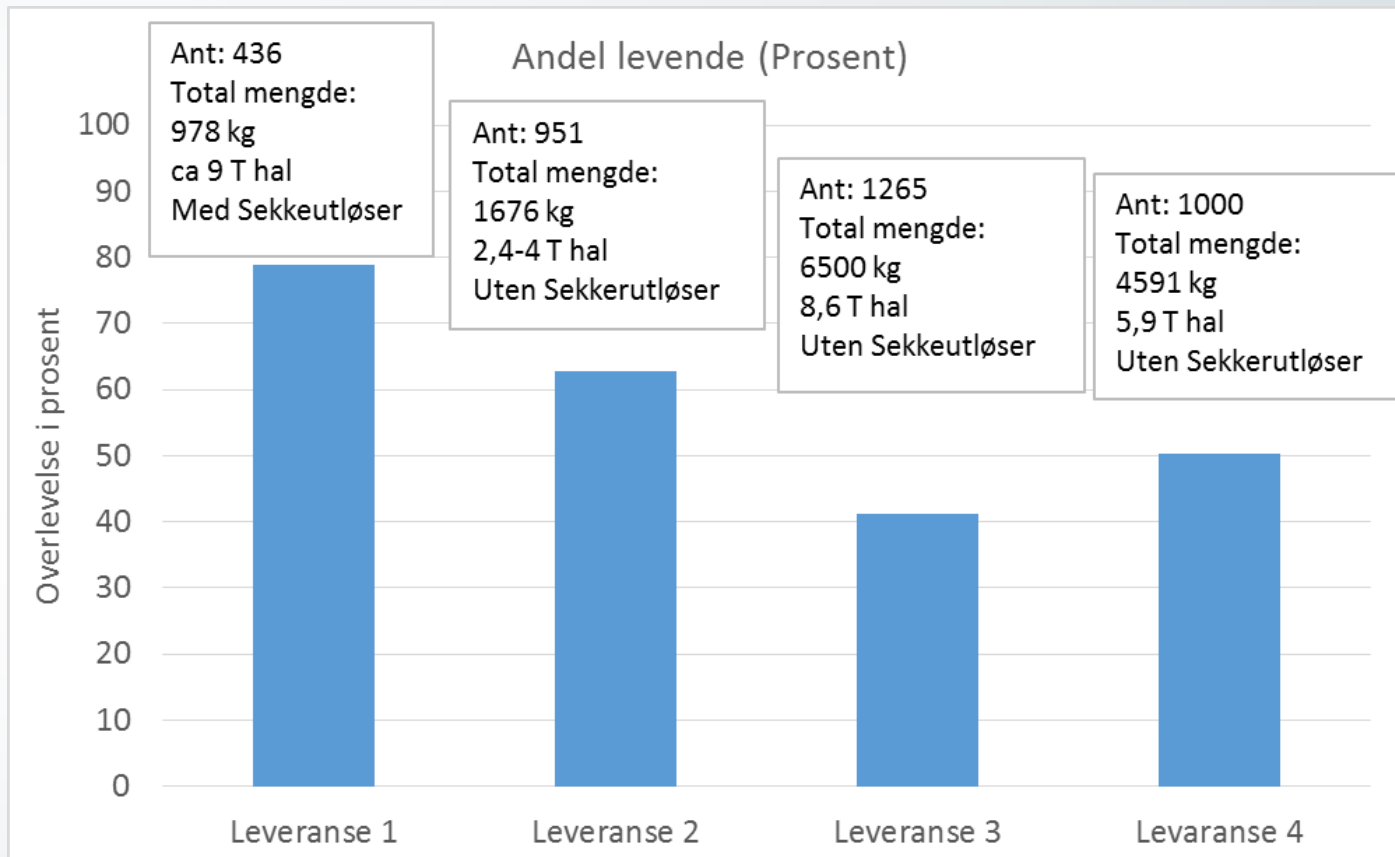 Andel levende (Prosent)
Ant: 436
Total mengde:
978 kg
ca 9 T hal
Med Sekkeutløser
Ant: 951
Total mengde:
1676 kg
2,4-4 T hal
Uten Sekkerutløser
Ant: 1265
Total mengde:
6500 kg
8,6 T hal
Uten Sekkeutløser
Ant: 1000
Total mengde:
4591 kg
5,9 T hal
Uten Sekkerutløser
Overlevelse i prosent
100
90
80
70
60
50
40
30
20
10
0
Leveranse 1
Leveranse 2
Leveranse 3
Levaranse 4